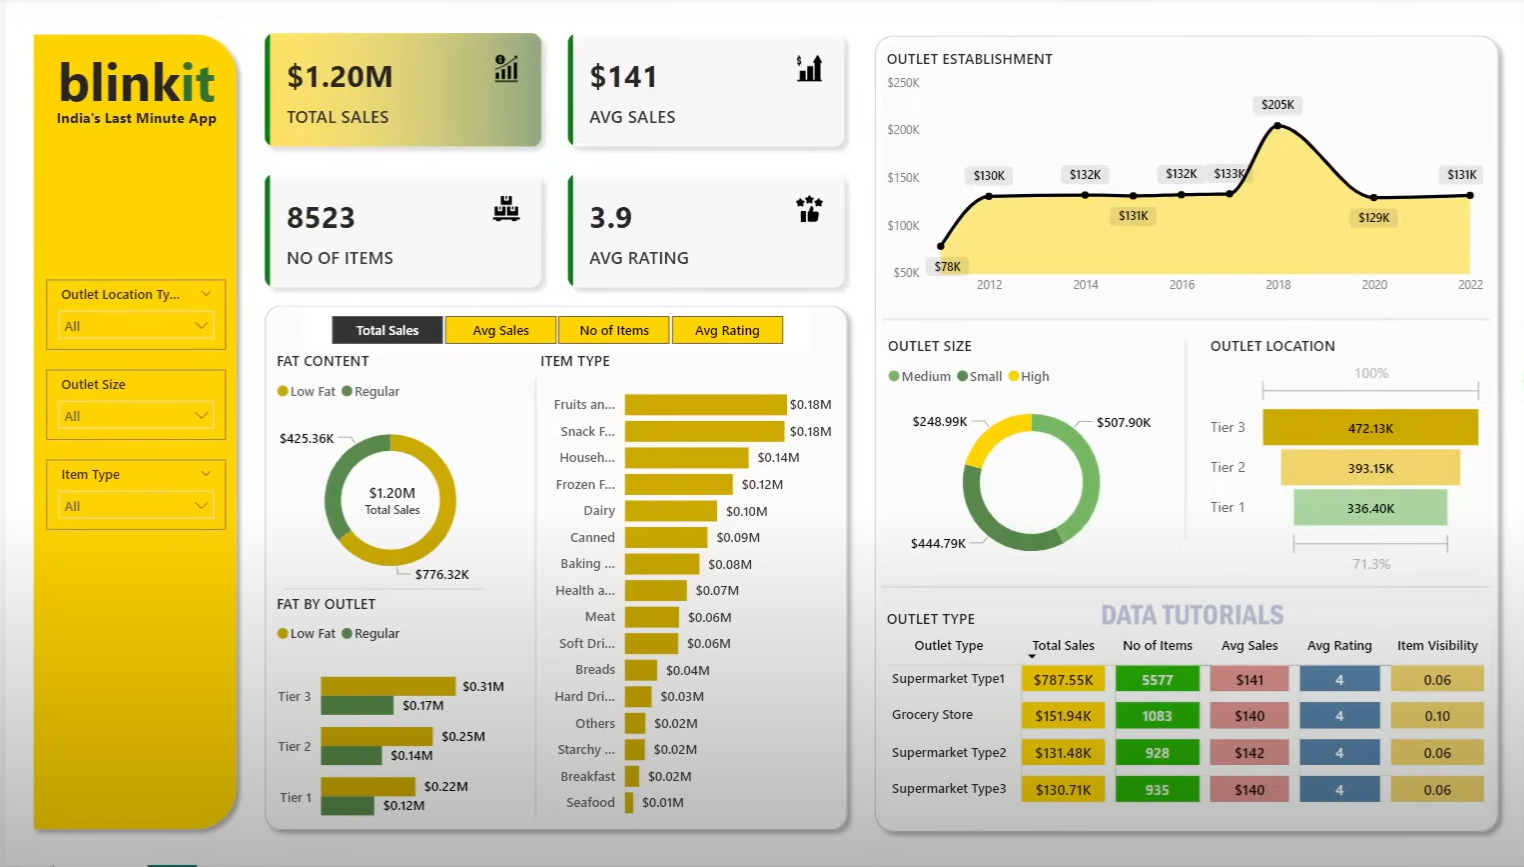 blinkit
India's Last Minute App
Outlet Location Ty...
All
Outlet Size
All
Item Type
All
$1.20M
TOTAL SALES
$141
AVG SALES
8523
NO OF ITEMS
3.9
AVG RATING
Total Sales
Avg Sales
No of Items
Avg Rating
FAT CONTENT
Low Fat
Regular
$425.36K
$1.20M
Total Sales
$776.32K
FAT BY OUTLET
Low Fat
Regular
Tier 3
$0.31M
$0.17M
Tier 2
$0.25M
$0.14M
Tier 1
$0.22M
$0.12M
ITEM TYPE
Fruits an... $0.18M
Snack F... $0.18M
Househ... $0.14M
Frozen F... $0.12M
Dairy $0.10M
Canned $0.09M
Baking ... $0.08M
Health a... $0.07M
Meat $0.06M
Soft Dri... $0.06M
Breads $0.04M
Hard Dri... $0.03M
Others $0.02M
Starchy ... $0.02M
Breakfast $0.02M
Seafood $0.01M
OUTLET ESTABLISHMENT
$250K
$200K
$150K
$100K
$50K
$78K
$130K
$132K
$131K
$132K
$133K
$205K
$129K
$131K
2012 2014 2016 2018 2020 2022
OUTLET SIZE
Medium Small High
$248.99K
$507.90K
$444.79K
OUTLET LOCATION
100%
Tier 3 472.13K
Tier 2 393.15K
Tier 1 336.40K
71.3%
OUTLET TYPE
DATA TUTORIALS
Outlet Type Total Sales No of Items Avg Sales Avg Rating Item Visibility
Supermarket Type1 $787.55K 5577 $141 4 0.06
Grocery Store $151.94K 1083 $140 4 0.10
Supermarket Type2 $131.48K 928 $142 4 0.06
Supermarket Type3 $130.71K 935 $140 4 0.06